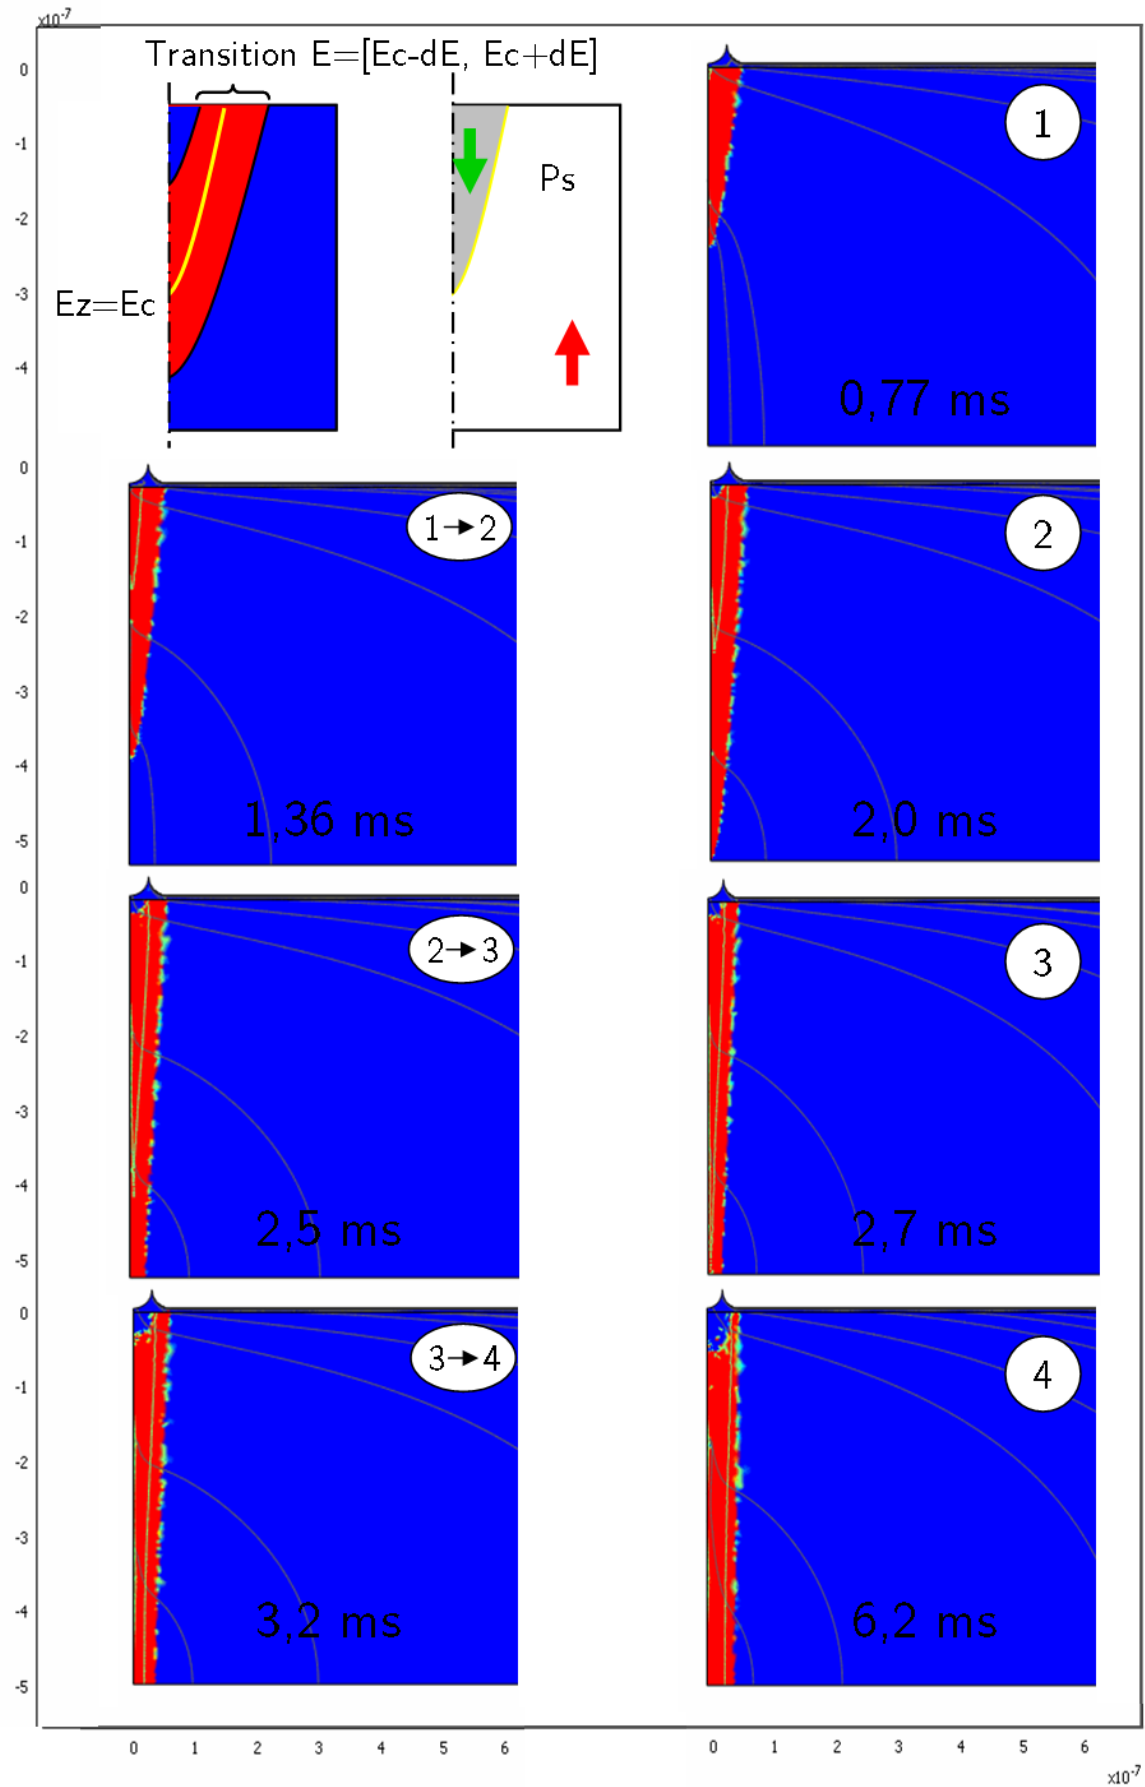 x10⁻⁷
Transition E=[Ec-dE, Ec+dE]
0
-1
-2
-3
-4
Ez=Ec
Ps
1
0,77 ms
0
-1
-2
-3
-4
-5
1→2
1,36 ms
2
2,0 ms
0
-1
-2
-3
-4
-5
2→3
2,5 ms
3
2,7 ms
0
-1
-2
-3
-4
-5
3→4
3,2 ms
4
6,2 ms
0 1 2 3 4 5 6
0 1 2 3 4 5 6
x10⁻⁷